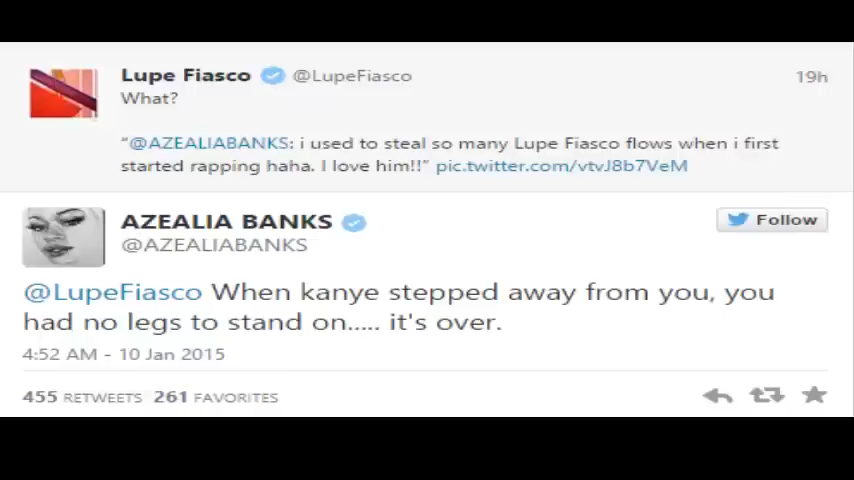 Lupe Fiasco @LupeFiasco 19h
What?
"@AZEALIABANKS: i used to steal so many Lupe Fiasco flows when i first
started rapping haha. I love him!!" pic.twitter.com/vtvJ8b7VeM
AZEALIA BANKS Follow
@AZEALIABANKS
@LupeFiasco When kanye stepped away from you, you
had no legs to stand on..... it's over.
4:52 AM - 10 Jan 2015
455 RETWEETS 261 FAVORITES